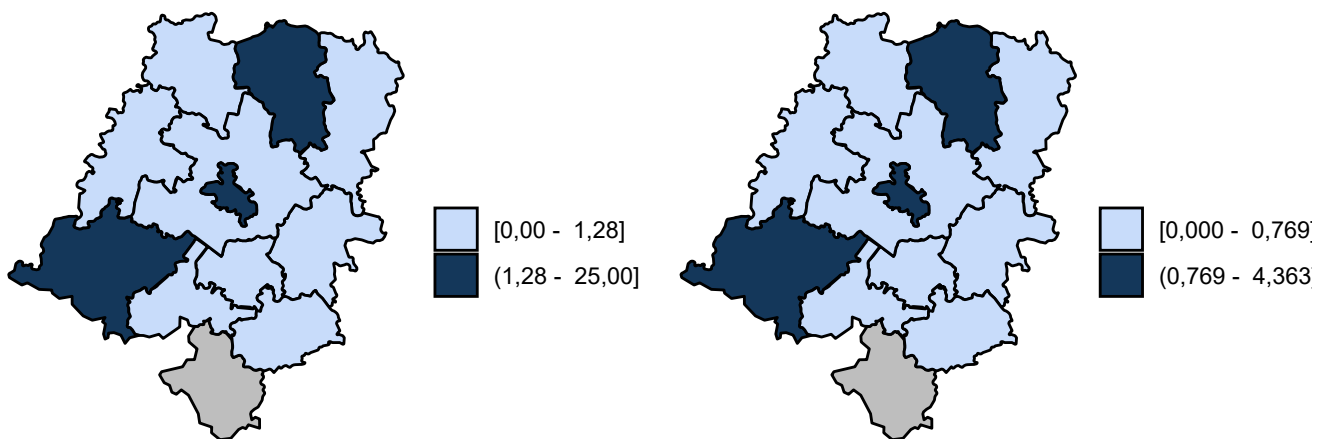 [0,00 - 1,28]
(1,28 - 25,00]
[0,000 - 0,769]
(0,769 - 4,363]